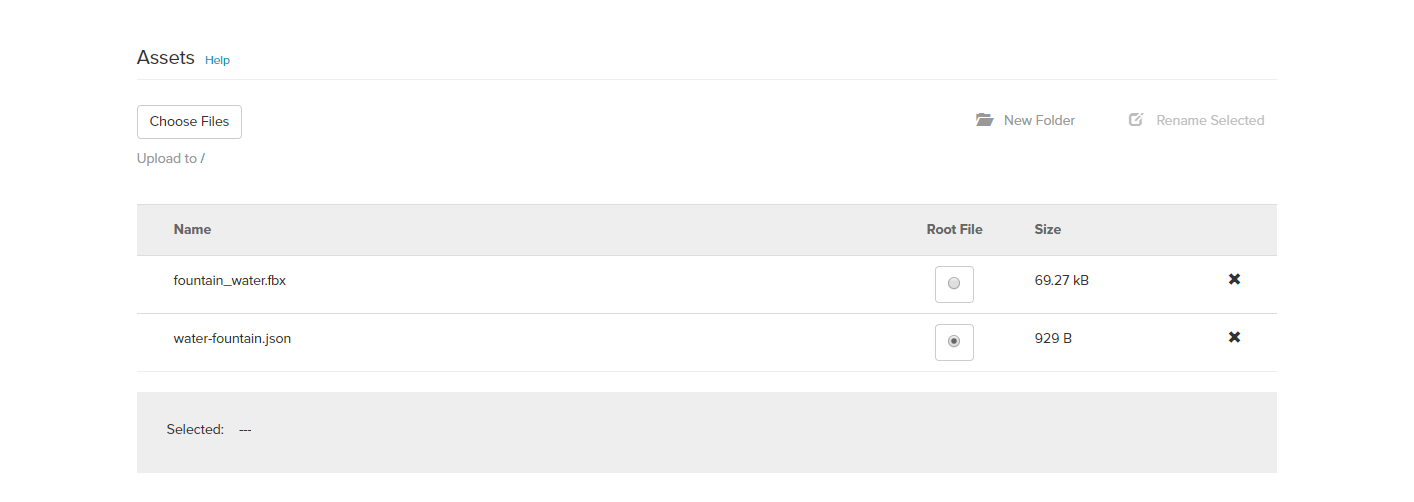 Assets Help
Choose Files
New Folder
Rename Selected
Upload to /
Name Root File Size
fountain_water.fbx 69.27 kB
water-fountain.json 929 B
Selected: ---